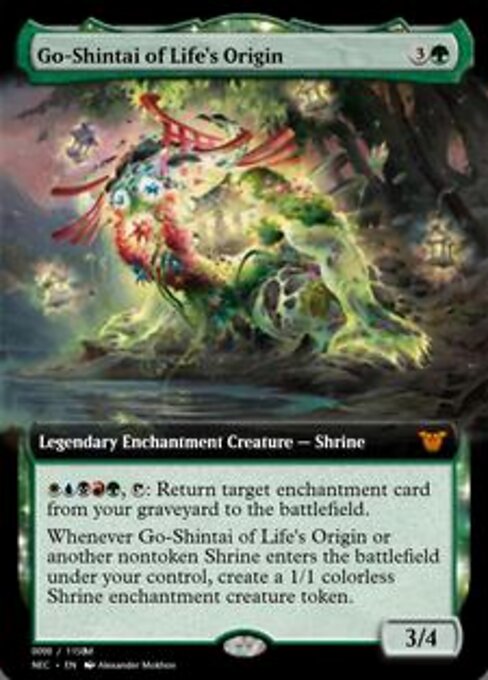 Go-Shintai of Life's Origin 3
Legendary Enchantment Creature — Shrine
, : Return target enchantment card
from your graveyard to the battlefield.
Whenever Go-Shintai of Life's Origin or
another nontoken Shrine enters the battlefield
under your control, create a 1/1 colorless
Shrine enchantment creature token.
3/4
NEC • EN Alexander Mokhov